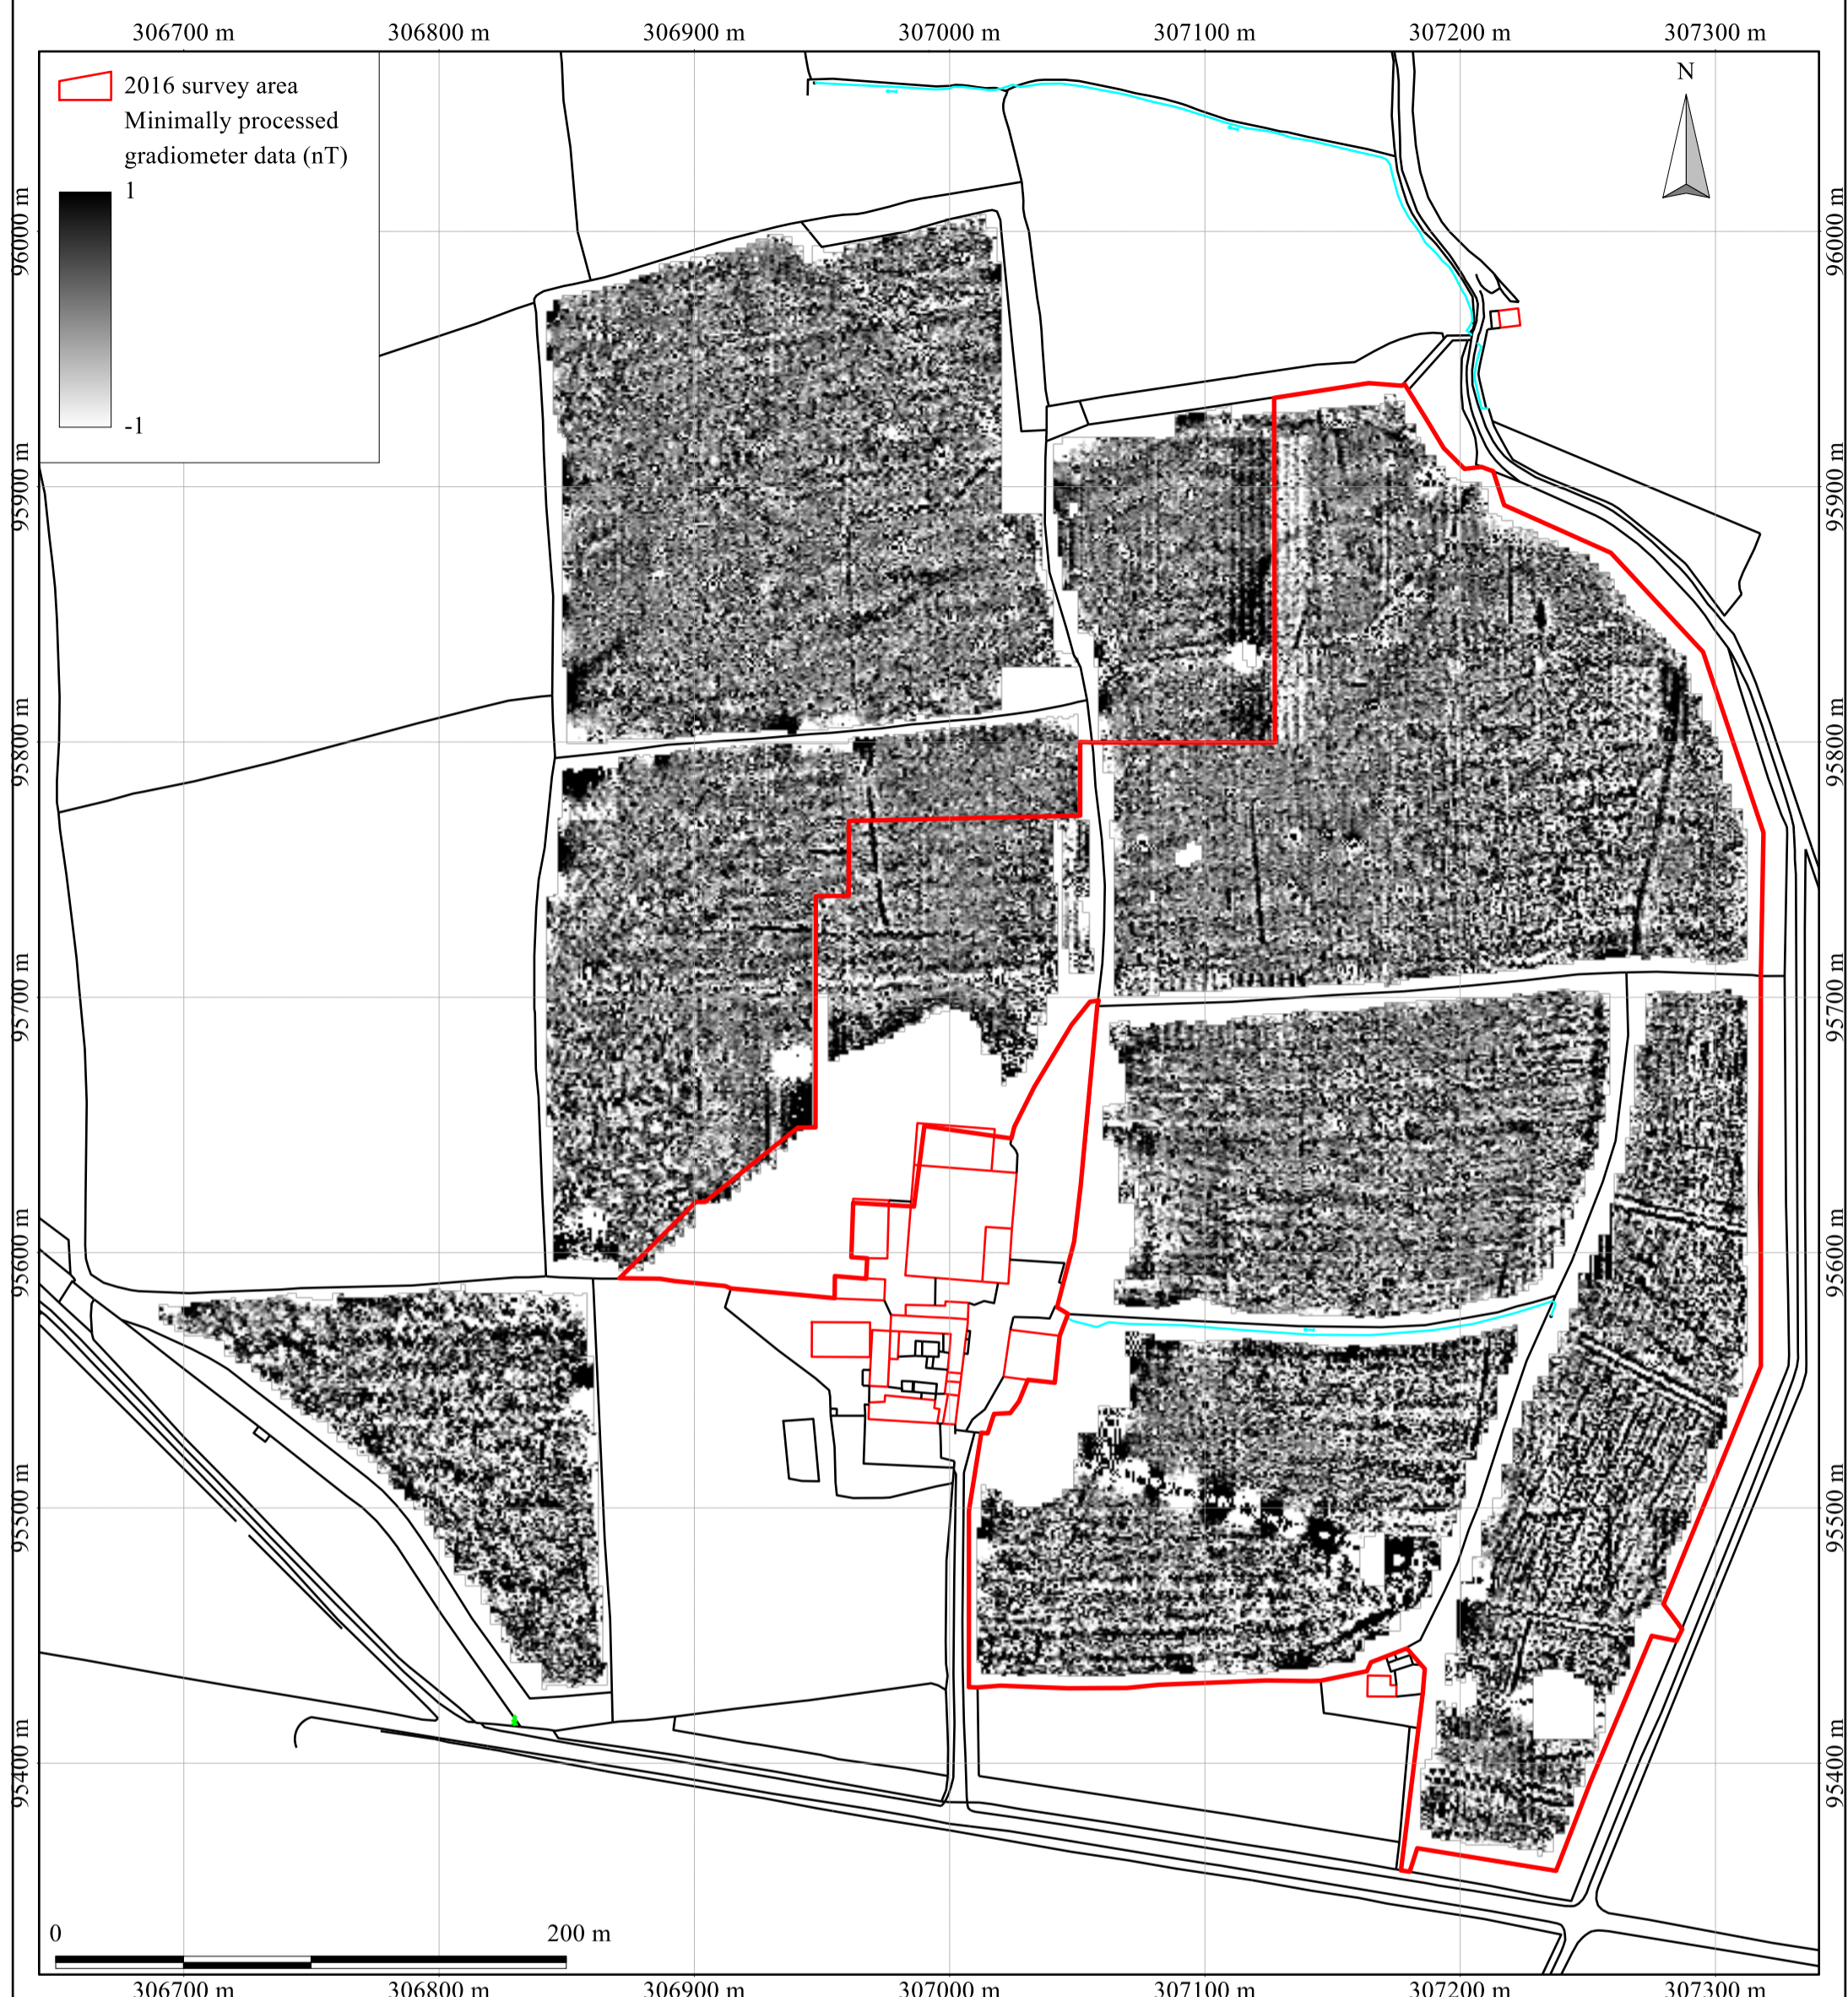 306700 m 306800 m 306900 m 307000 m 307100 m 307200 m 307300 m
2016 survey area
Minimally processed
gradiometer data (nT)
1
-1
N
96000 m
96000 m
95900 m
95900 m
95800 m
95800 m
95700 m
95700 m
95600 m
95600 m
95500 m
95500 m
95400 m
95400 m
0 200 m
306700 m 306800 m 306900 m 307000 m 307100 m 307200 m 307300 m